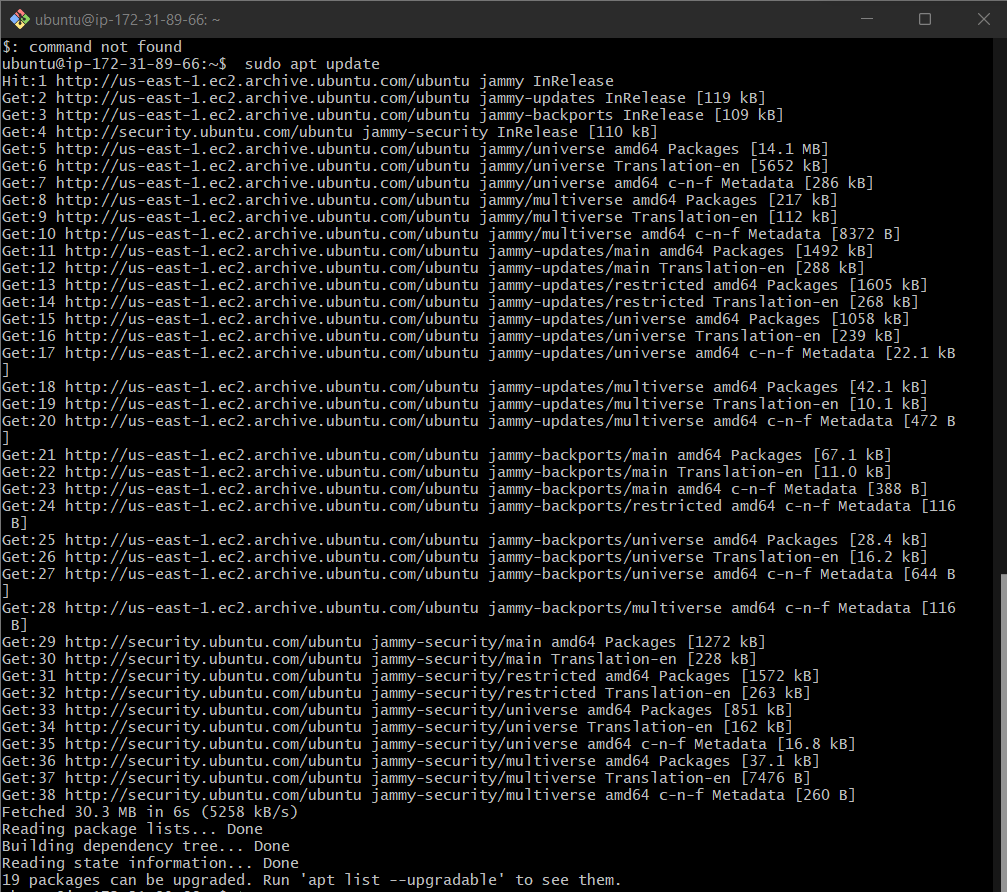 ubuntu@ip-172-31-89-66: ~
$: command not found
ubuntu@ip-172-31-89-66:~$  sudo apt update
Hit:1 http://us-east-1.ec2.archive.ubuntu.com/ubuntu jammy InRelease
Get:2 http://us-east-1.ec2.archive.ubuntu.com/ubuntu jammy-updates InRelease [119 kB]
Get:3 http://us-east-1.ec2.archive.ubuntu.com/ubuntu jammy-backports InRelease [109 kB]
Get:4 http://security.ubuntu.com/ubuntu jammy-security InRelease [110 kB]
Get:5 http://us-east-1.ec2.archive.ubuntu.com/ubuntu jammy/universe amd64 Packages [14.1 MB]
Get:6 http://us-east-1.ec2.archive.ubuntu.com/ubuntu jammy/universe Translation-en [5652 kB]
Get:7 http://us-east-1.ec2.archive.ubuntu.com/ubuntu jammy/universe amd64 c-n-f Metadata [286 kB]
Get:8 http://us-east-1.ec2.archive.ubuntu.com/ubuntu jammy/multiverse amd64 Packages [217 kB]
Get:9 http://us-east-1.ec2.archive.ubuntu.com/ubuntu jammy/multiverse Translation-en [112 kB]
Get:10 http://us-east-1.ec2.archive.ubuntu.com/ubuntu jammy/multiverse amd64 c-n-f Metadata [8372 B]
Get:11 http://us-east-1.ec2.archive.ubuntu.com/ubuntu jammy-updates/main amd64 Packages [1492 kB]
Get:12 http://us-east-1.ec2.archive.ubuntu.com/ubuntu jammy-updates/main Translation-en [288 kB]
Get:13 http://us-east-1.ec2.archive.ubuntu.com/ubuntu jammy-updates/restricted amd64 Packages [1605 kB]
Get:14 http://us-east-1.ec2.archive.ubuntu.com/ubuntu jammy-updates/restricted Translation-en [268 kB]
Get:15 http://us-east-1.ec2.archive.ubuntu.com/ubuntu jammy-updates/universe amd64 Packages [1058 kB]
Get:16 http://us-east-1.ec2.archive.ubuntu.com/ubuntu jammy-updates/universe Translation-en [239 kB]
Get:17 http://us-east-1.ec2.archive.ubuntu.com/ubuntu jammy-updates/universe amd64 c-n-f Metadata [22.1 kB
]
Get:18 http://us-east-1.ec2.archive.ubuntu.com/ubuntu jammy-updates/multiverse amd64 Packages [42.1 kB]
Get:19 http://us-east-1.ec2.archive.ubuntu.com/ubuntu jammy-updates/multiverse Translation-en [10.1 kB]
Get:20 http://us-east-1.ec2.archive.ubuntu.com/ubuntu jammy-updates/multiverse amd64 c-n-f Metadata [472 B
]
Get:21 http://us-east-1.ec2.archive.ubuntu.com/ubuntu jammy-backports/main amd64 Packages [67.1 kB]
Get:22 http://us-east-1.ec2.archive.ubuntu.com/ubuntu jammy-backports/main Translation-en [11.0 kB]
Get:23 http://us-east-1.ec2.archive.ubuntu.com/ubuntu jammy-backports/main amd64 c-n-f Metadata [388 B]
Get:24 http://us-east-1.ec2.archive.ubuntu.com/ubuntu jammy-backports/restricted amd64 c-n-f Metadata [116
 B]
Get:25 http://us-east-1.ec2.archive.ubuntu.com/ubuntu jammy-backports/universe amd64 Packages [28.4 kB]
Get:26 http://us-east-1.ec2.archive.ubuntu.com/ubuntu jammy-backports/universe Translation-en [16.2 kB]
Get:27 http://us-east-1.ec2.archive.ubuntu.com/ubuntu jammy-backports/universe amd64 c-n-f Metadata [644 B
]
Get:28 http://us-east-1.ec2.archive.ubuntu.com/ubuntu jammy-backports/multiverse amd64 c-n-f Metadata [116
 B]
Get:29 http://security.ubuntu.com/ubuntu jammy-security/main amd64 Packages [1272 kB]
Get:30 http://security.ubuntu.com/ubuntu jammy-security/main Translation-en [228 kB]
Get:31 http://security.ubuntu.com/ubuntu jammy-security/restricted amd64 Packages [1572 kB]
Get:32 http://security.ubuntu.com/ubuntu jammy-security/restricted Translation-en [263 kB]
Get:33 http://security.ubuntu.com/ubuntu jammy-security/universe amd64 Packages [851 kB]
Get:34 http://security.ubuntu.com/ubuntu jammy-security/universe Translation-en [162 kB]
Get:35 http://security.ubuntu.com/ubuntu jammy-security/universe amd64 c-n-f Metadata [16.8 kB]
Get:36 http://security.ubuntu.com/ubuntu jammy-security/multiverse amd64 Packages [37.1 kB]
Get:37 http://security.ubuntu.com/ubuntu jammy-security/multiverse Translation-en [7476 B]
Get:38 http://security.ubuntu.com/ubuntu jammy-security/multiverse amd64 c-n-f Metadata [260 B]
Fetched 30.3 MB in 6s (5258 kB/s)
Reading package lists... Done
Building dependency tree... Done
Reading state information... Done
19 packages can be upgraded. Run 'apt list --upgradable' to see them.